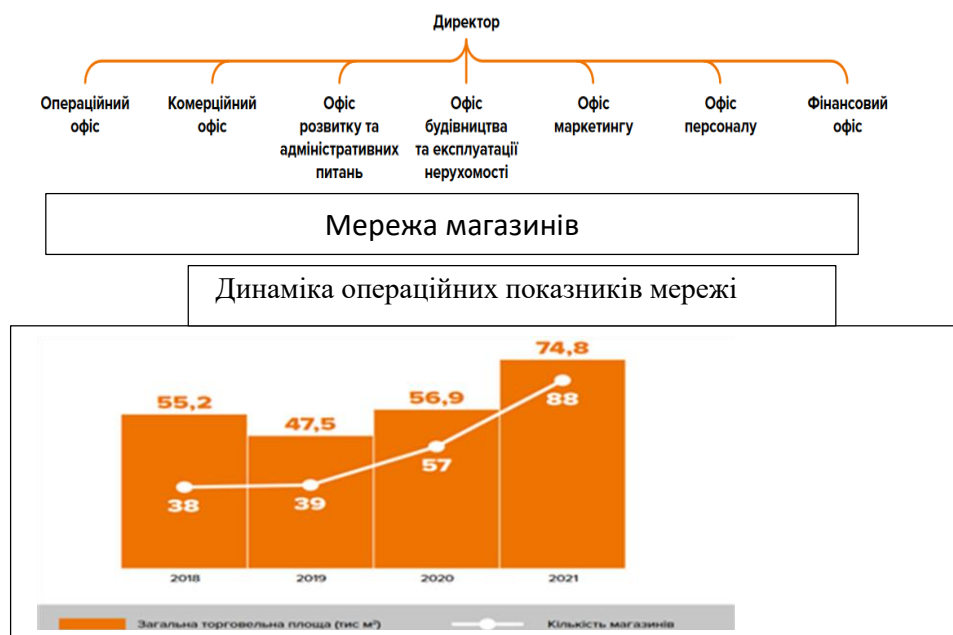 Директор
Операційний
офіс
Комерційний
офіс
Офіс
розвитку та
адміністративних
питань
Офіс
будівництва
та експлуатації
нерухомості
Офіс
маркетингу
Офіс
персоналу
Фінансовий
офіс
Мережа магазинів
Динаміка операційних показників мережі
55,2
47,5
56,9
74,8
38
39
57
88
2018
2019
2020
2021
Загальна торговельна площа (тис м²)
Кількість магазинів